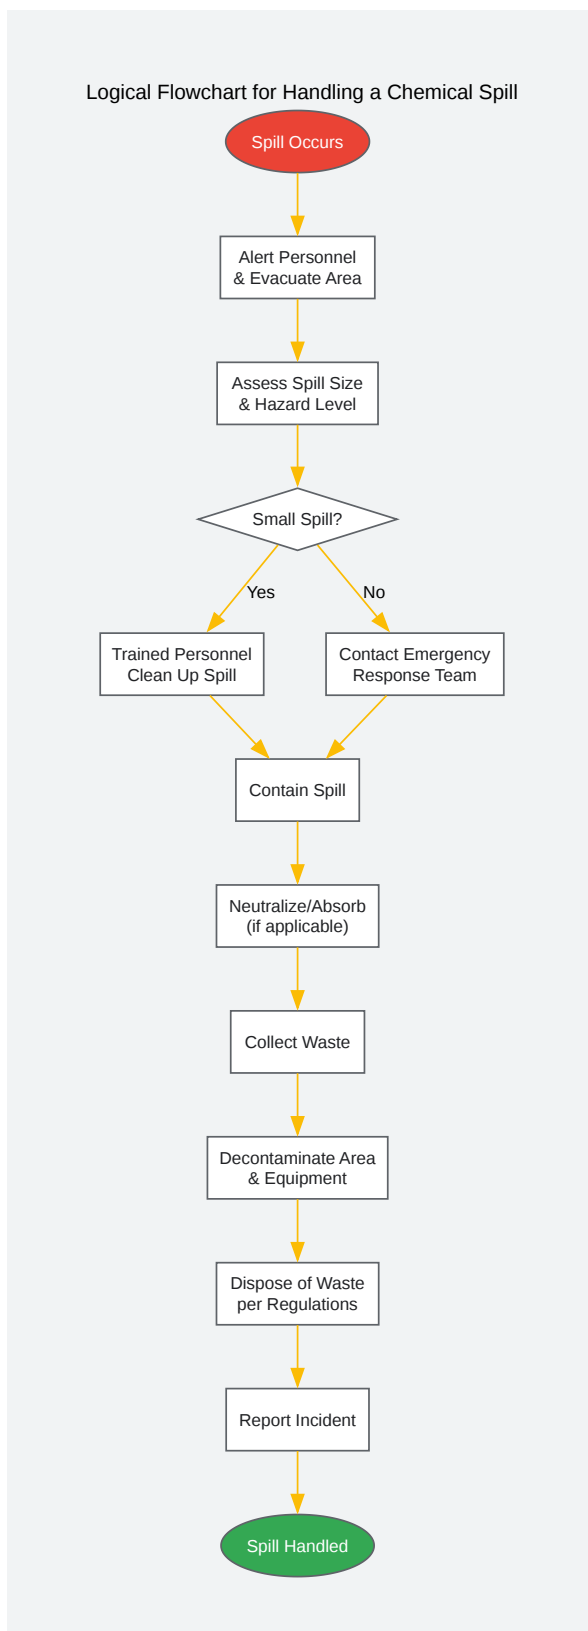 Logical Flowchart for Handling a Chemical Spill
Spill Occurs
Alert Personnel
& Evacuate Area
Assess Spill Size
& Hazard Level
Small Spill?
Yes
No
Trained Personnel
Clean Up Spill
Contact Emergency
Response Team
Contain Spill
Neutralize/Absorb
(if applicable)
Collect Waste
Decontaminate Area
& Equipment
Dispose of Waste
per Regulations
Report Incident
Spill Handled